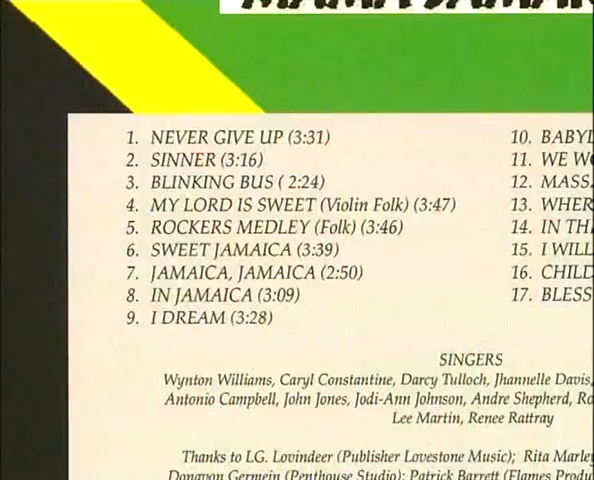 1. NEVER GIVE UP (3:31)
2. SINNER (3:16)
3. BLINKING BUS ( 2:24)
4. MY LORD IS SWEET (Violin Folk) (3:47)
5. ROCKERS MEDLEY (Folk) (3:46)
6. SWEET JAMAICA (3:39)
7. JAMAICA, JAMAICA (2:50)
8. IN JAMAICA (3:09)
9. I DREAM (3:28)
10. BABYL
11. WE W
12. MASS
13. WHER
14. IN TH
15. I WILL
16. CHILD
17. BLESS
SINGERS
Wynton Williams, Caryl Constantine, Darcy Tulloch, Jhannelle Davis,
Antonio Campbell, John Jones, Jodi-Ann Johnson, Andre Shepherd, Ro
Lee Martin, Renee Rattray
Thanks to LG. Lovindeer (Publisher Lovestone Music); Rita Marley
Donavon Germein (Penthouse Studio); Patrick Barrett (Flames Produ